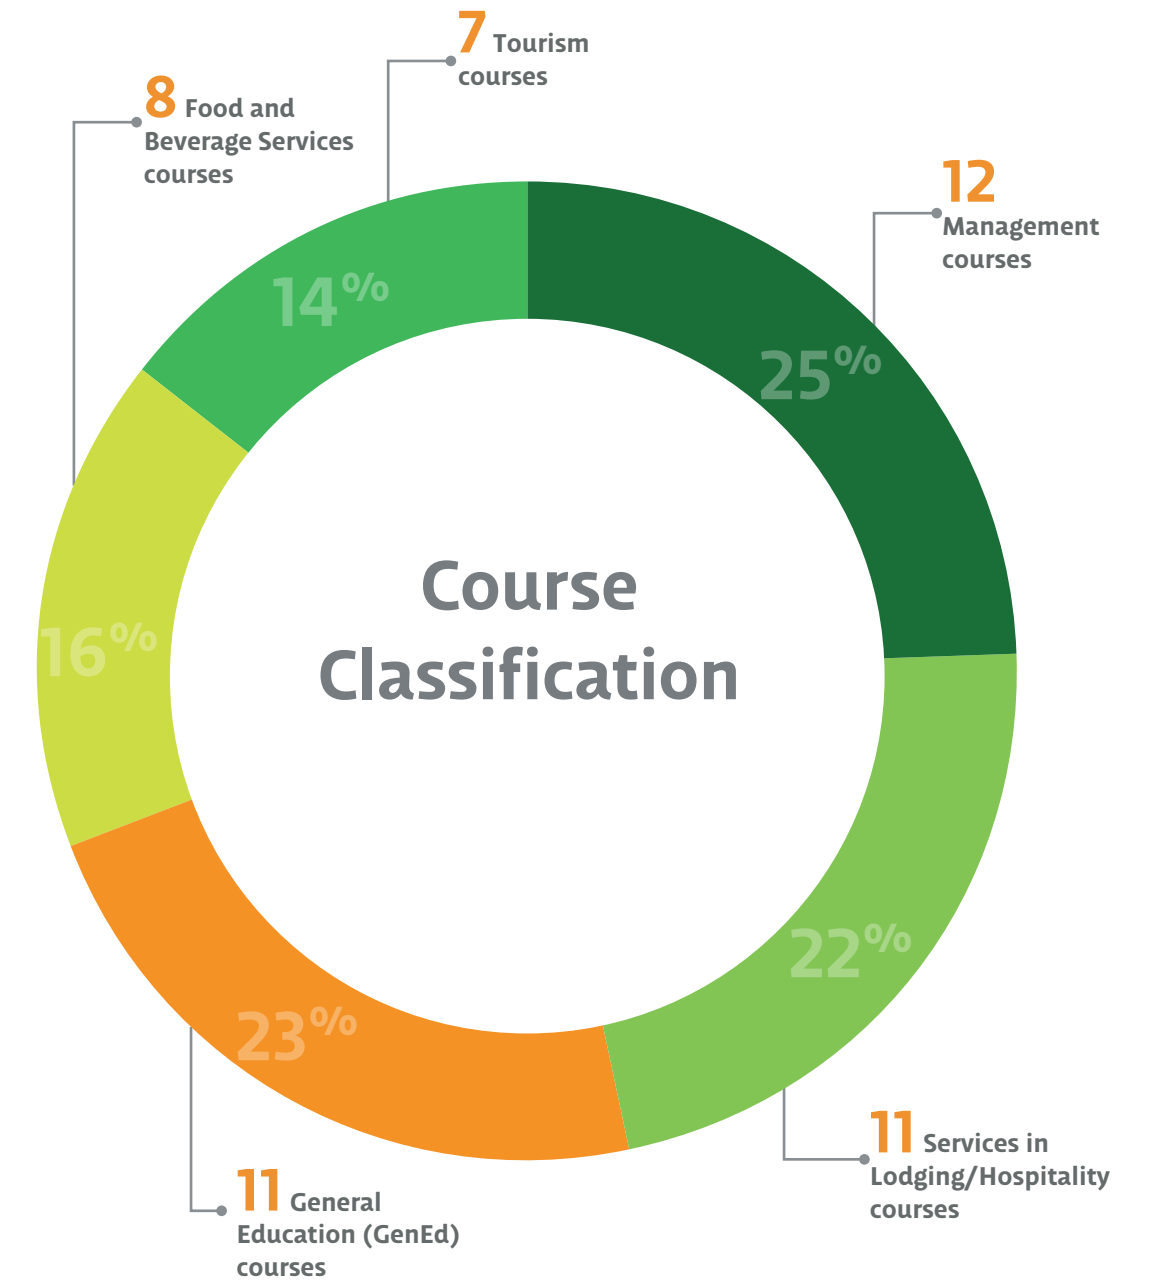 7 Tourism
courses
8 Food and
Beverage Services
courses
12
Management
courses
14%
25%
Course
Classification
16%
22%
23%
11 Services in
Lodging/Hospitality
courses
11 General
Education (GenEd)
courses